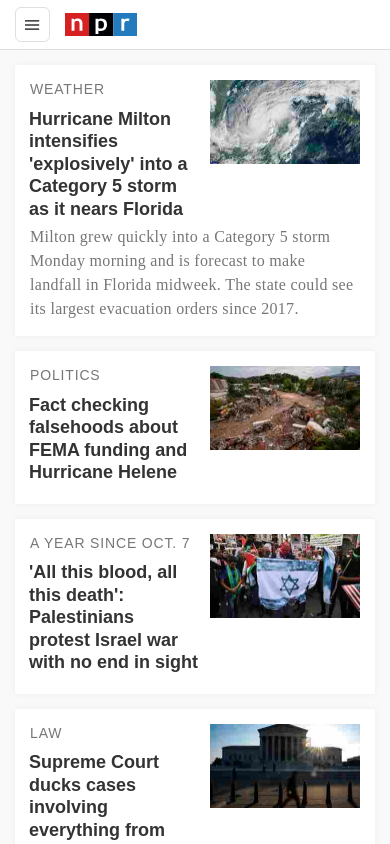 npr
WEATHER
Hurricane Milton
intensifies
'explosively' into a
Category 5 storm
as it nears Florida
Milton grew quickly into a Category 5 storm
Monday morning and is forecast to make
landfall in Florida midweek. The state could see
its largest evacuation orders since 2017.
POLITICS
Fact checking
falsehoods about
FEMA funding and
Hurricane Helene
A YEAR SINCE OCT. 7
'All this blood, all
this death':
Palestinians
protest Israel war
with no end in sight
LAW
Supreme Court
ducks cases
involving
everything from